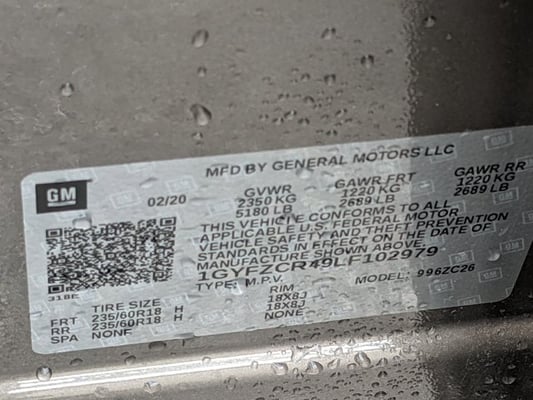 GM
MFD BY GENERAL MOTORS LLC
02/20
GVWR GAWR FRT GAWR RR
2350 KG 1220 KG 1220 KG
5180 LB 2689 LB 2689 LB
THIS VEHICLE CONFORMS TO ALL
APPLICABLE U.S. FEDERAL MOTOR
VEHICLE SAFETY AND THEFT PREVENTION
STANDARDS IN EFFECT ON THE DATE OF
MANUFACTURE SHOWN ABOVE.
1GYFZCR49LF102979
TYPE: M.P.V. MODEL: 996ZC26
318E
TIRE SIZE RIM
FRT 235/60R18 H 18X8J
RR 235/60R18 H 18X8J
SPA NONE NONE